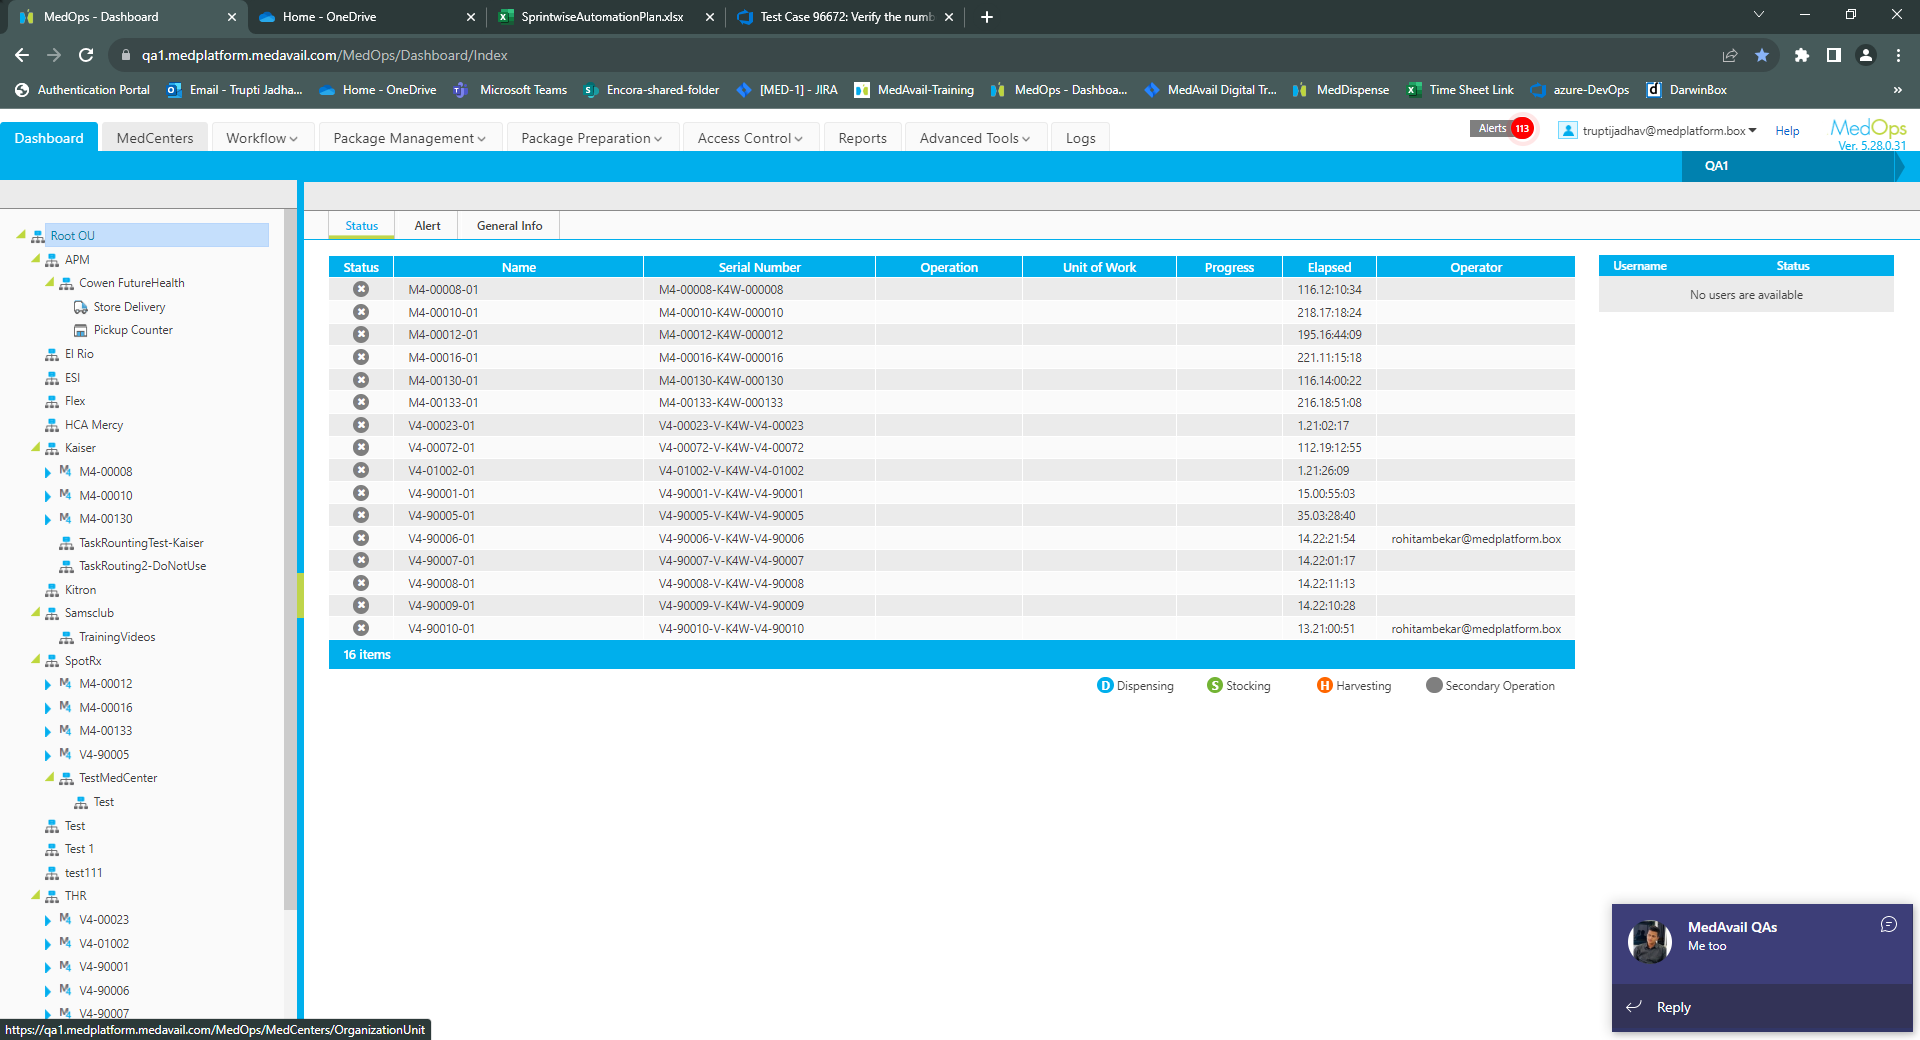 MedOps - Dashboard
Home - OneDrive
SprintwiseAutomationPlan.xlsx
Test Case 96672: Verify the numb
qa1.medplatform.medavail.com/MedOps/Dashboard/Index
Authentication Portal
Email - Trupti Jadha...
Home - OneDrive
Microsoft Teams
Encora-shared-folder
[MED-1] - JIRA
MedAvail-Training
MedOps - Dashboa...
MedAvail Digital Tr...
MedDispense
Time Sheet Link
azure-DevOps
DarwinBox
Dashboard
MedCenters
Workflow
Package Management
Package Preparation
Access Control
Reports
Advanced Tools
Logs
Alerts 113
truptijadhav@medplatform.box
Help
MedOps
Ver. 5.28.0.31
QA1
Root OU
APM
Cowen FutureHealth
Store Delivery
Pickup Counter
El Rio
ESI
Flex
HCA Mercy
Kaiser
M4-00008
M4-00010
M4-00130
TaskRountingTest-Kaiser
TaskRouting2-DoNotUse
Kitron
Samsclub
TrainingVideos
SpotRx
M4-00012
M4-00016
M4-00133
V4-90005
TestMedCenter
Test
Test
Test 1
test111
THR
V4-00023
V4-01002
V4-90001
V4-90006
V4-90007
https://qa1.medplatform.medavail.com/MedOps/MedCenters/OrganizationUnit
Status
Alert
General Info
Status Name Serial Number Operation Unit of Work Progress Elapsed Operator
M4-00008-01 M4-00008-K4W-000008 116.12:10:34
M4-00010-01 M4-00010-K4W-000010 218.17:18:24
M4-00012-01 M4-00012-K4W-000012 195.16:44:09
M4-00016-01 M4-00016-K4W-000016 221.11:15:18
M4-00130-01 M4-00130-K4W-000130 116.14:00:22
M4-00133-01 M4-00133-K4W-000133 216.18:51:08
V4-00023-01 V4-00023-V-K4W-V4-00023 1.21:02:17
V4-00072-01 V4-00072-V-K4W-V4-00072 112.19:12:55
V4-01002-01 V4-01002-V-K4W-V4-01002 1.21:26:09
V4-90001-01 V4-90001-V-K4W-V4-90001 15.00:55:03
V4-90005-01 V4-90005-V-K4W-V4-90005 35.03:28:40
V4-90006-01 V4-90006-V-K4W-V4-90006 14.22:21:54 rohitambekar@medplatform.box
V4-90007-01 V4-90007-V-K4W-V4-90007 14.22:01:17
V4-90008-01 V4-90008-V-K4W-V4-90008 14.22:11:13
V4-90009-01 V4-90009-V-K4W-V4-90009 14.22:10:28
V4-90010-01 V4-90010-V-K4W-V4-90010 13.21:00:51 rohitambekar@medplatform.box
16 items
D Dispensing
S Stocking
H Harvesting
Secondary Operation
Username Status
No users are available
MedAvail QAs
Me too
Reply